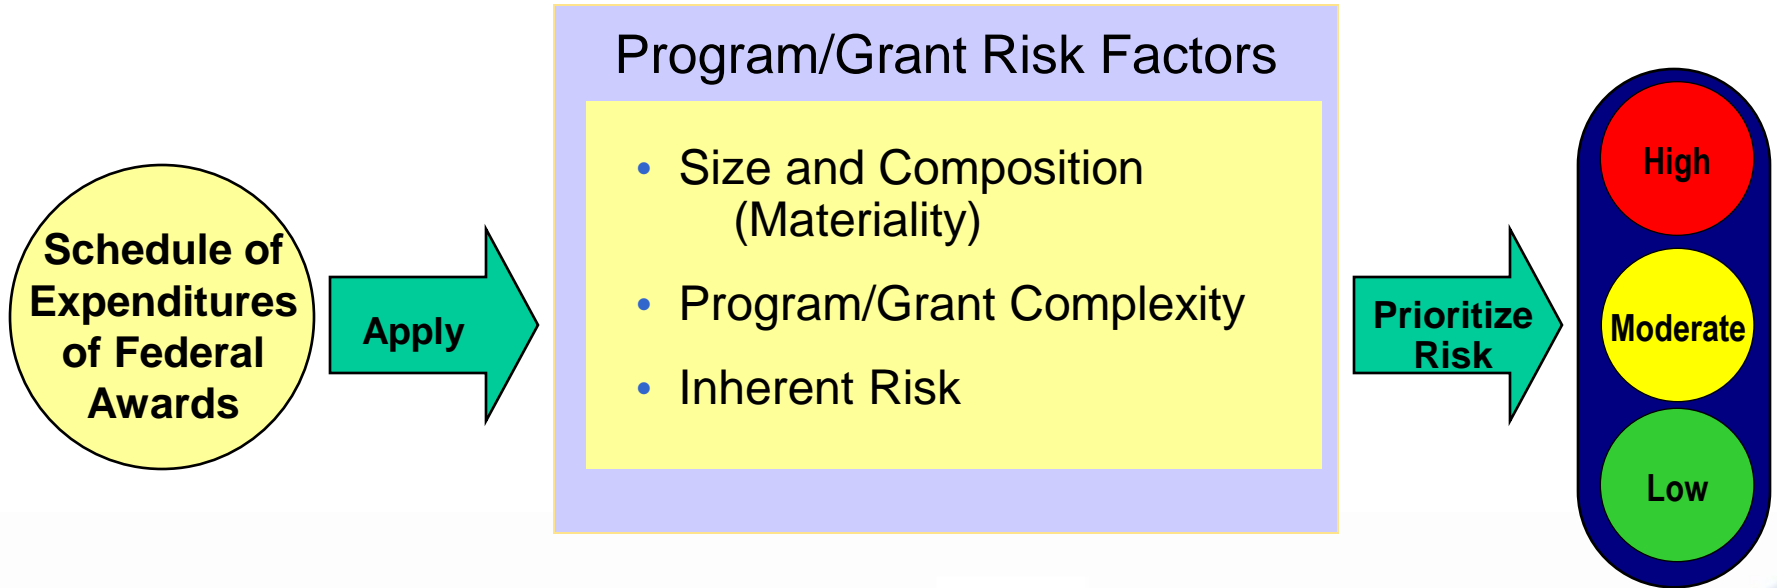 Schedule of
Expenditures
of Federal
Awards
Apply
Program/Grant Risk Factors
• Size and Composition
(Materiality)
• Program/Grant Complexity
• Inherent Risk
Prioritize
Risk
High
Moderate
Low